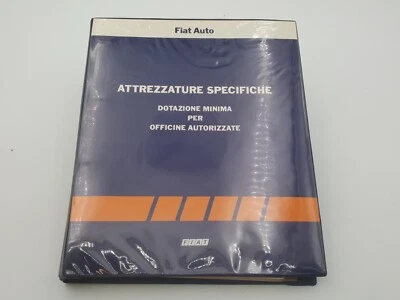 Fiat Auto
ATTREZZATURE SPECIFICHE
DOTAZIONE MINIMA
PER
OFFICINE AUTORIZZATE
FIAT